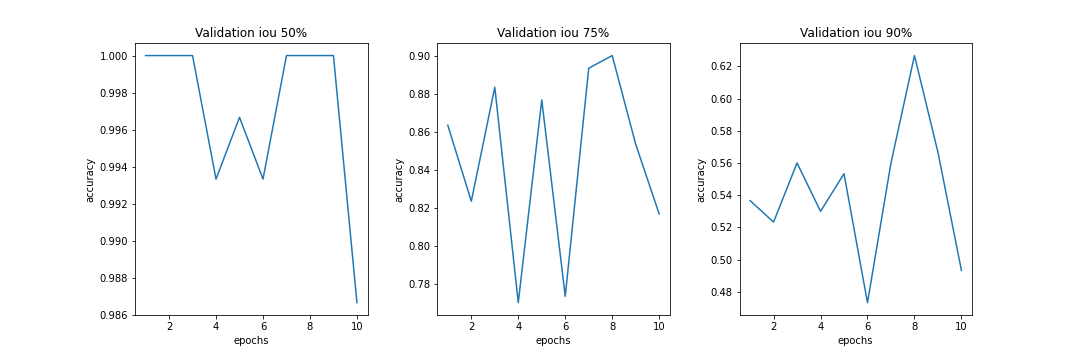 Validation iou 50%
1.000
0.998
0.996
0.994
0.992
0.990
0.988
0.986
accuracy
2 4 6 8 10
epochs
Validation iou 75%
0.90
0.88
0.86
0.84
0.82
0.80
0.78
accuracy
2 4 6 8 10
epochs
Validation iou 90%
0.62
0.60
0.58
0.56
0.54
0.52
0.50
0.48
accuracy
2 4 6 8 10
epochs